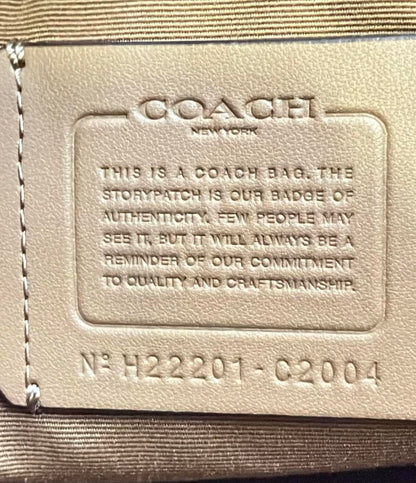 COACH
NEW YORK
THIS IS A COACH BAG. THE
STORYPATCH IS OUR BADGE OF
AUTHENTICITY. FEW PEOPLE MAY
SEE IT, BUT IT WILL ALWAYS BE A
REMINDER OF OUR COMMITMENT
TO QUALITY AND CRAFTSMANSHIP.
Nº H22201-C2004